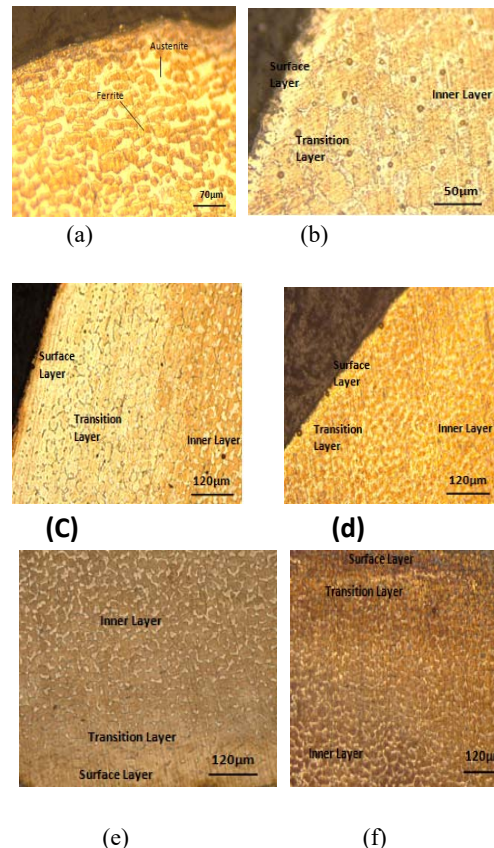 Austenite
Ferrite
70µm
(a)
Surface
Layer
Inner Layer
Transition
Layer
50µm
(b)
Surface
Layer
Transition
Layer
Inner Layer
120µm
(C)
Surface
Layer
Transition
Layer
Inner Layer
120µm
(d)
Inner Layer
Transition Layer
Surface Layer
120µm
(e)
Surface Layer
Transition Layer
Inner Layer
120µm
(f)